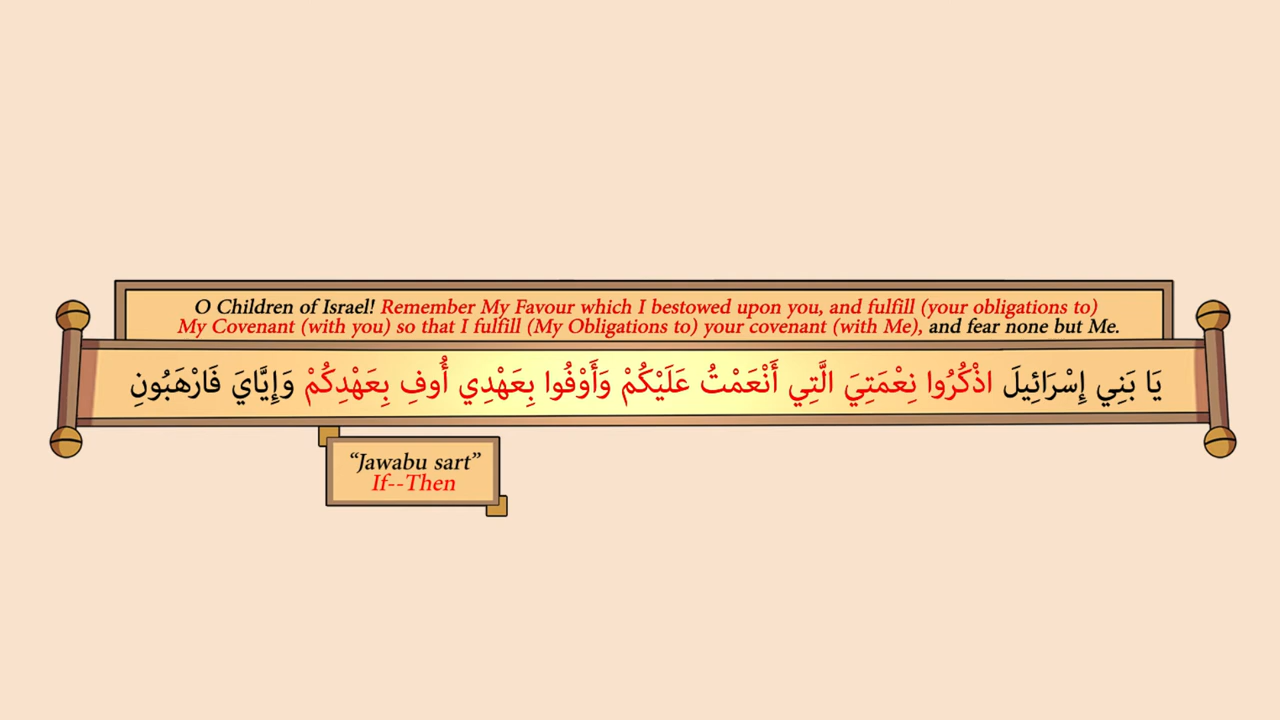 O Children of Israel! Remember My Favour which I bestowed upon you, and fulfill (your obligations to)
My Covenant (with you) so that I fulfill (My Obligations to) your covenant (with Me), and fear none but Me.
يَا بَنِي إِسْرَائِيلَ اذْكُرُوا نِعْمَتِيَ الَّتِي أَنْعَمْتُ عَلَيْكُمْ وَأَوْفُوا بِعَهْدِي أُوفِ بِعَهْدِكُمْ وَإِيَّايَ فَارْهَبُونِ
“Jawabu sart”
If--Then